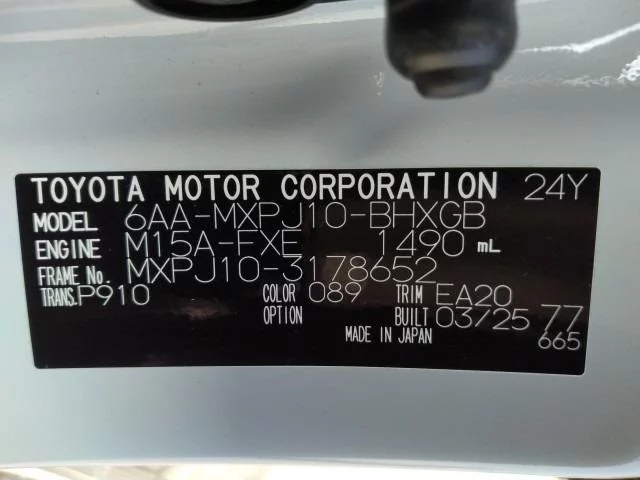 TOYOTA MOTOR CORPORATION 24Y
MODEL 6AA-MXPJ10-BHXGB
ENGINE M15A-FXE 1490 mL
FRAME No. MXPJ10-3178652
TRANS. P910 COLOR 089 TRIM EA20
OPTION BUILT 03/25 77
MADE IN JAPAN 665